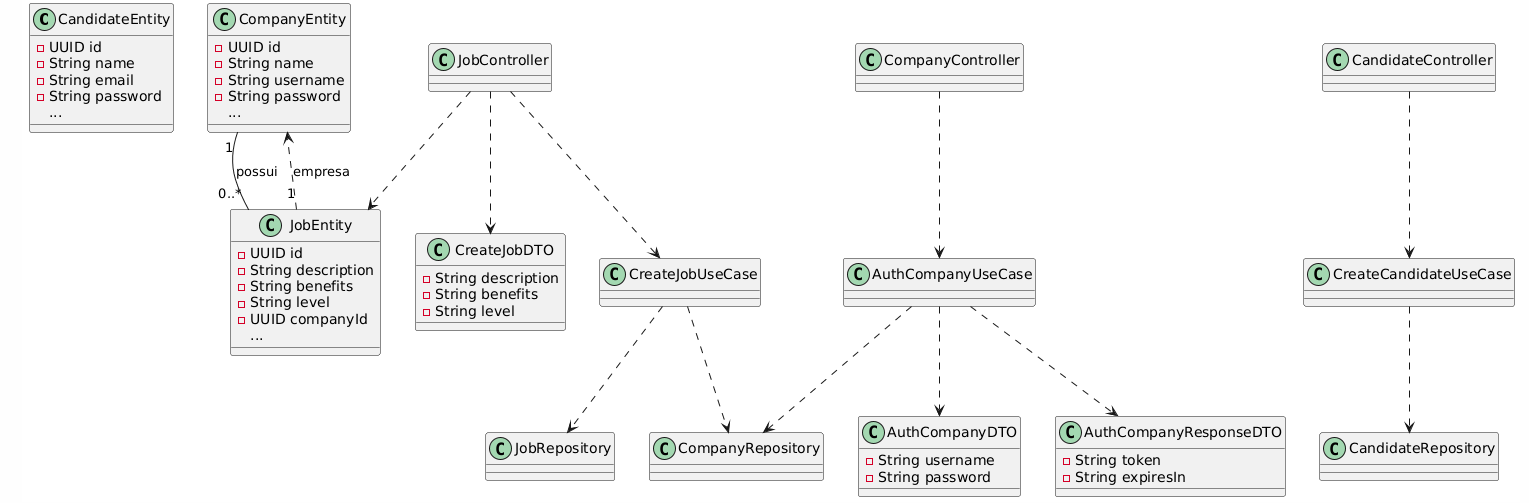 C CandidateEntity
UUID id
String name
String email
String password
...
C CompanyEntity
UUID id
String name
String username
String password
...
C JobController
C CompanyController
C CandidateController
1
possui
0..*
empresa
1
C JobEntity
UUID id
String description
String benefits
String level
UUID companyId
...
C CreateJobDTO
String description
String benefits
String level
C CreateJobUseCase
C AuthCompanyUseCase
C CreateCandidateUseCase
C JobRepository
C CompanyRepository
C AuthCompanyDTO
String username
String password
C AuthCompanyResponseDTO
String token
String expiresIn
C CandidateRepository